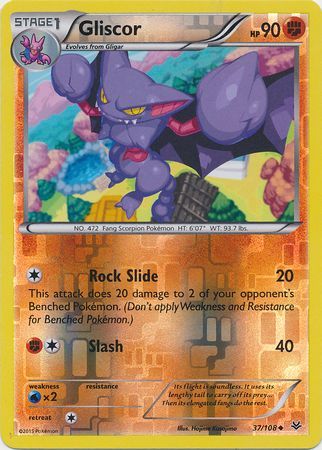 STAGE1
Gliscor
HP 90
Evolves from Gligar
NO. 472 Fang Scorpion Pokémon HT: 6'07" WT: 93.7 lbs.
Rock Slide 20
This attack does 20 damage to 2 of your opponent's
Benched Pokémon. (Don't apply Weakness and Resistance
for Benched Pokémon.)
Slash 40
weakness resistance
×2
retreat
Its flight is soundless. It uses its
lengthy tail to carry off its prey...
Then its elongated fangs do the rest.
©2015 Pokémon
Illus. Hajime Kusajima
37/108